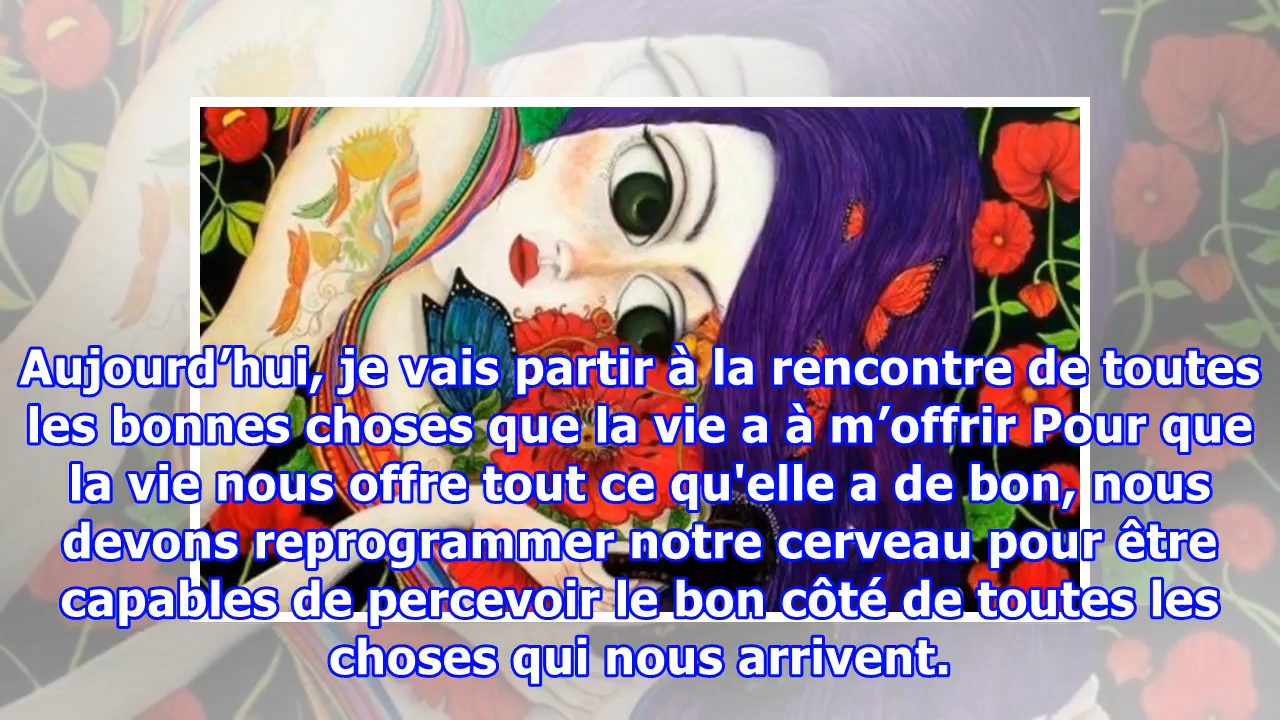 Aujourd’hui, je vais partir à la rencontre de toutes
les bonnes choses que la vie a à m’offrir Pour que
la vie nous offre tout ce qu'elle a de bon, nous
devons reprogrammer notre cerveau pour être
capables de percevoir le bon côté de toutes les
choses qui nous arrivent.